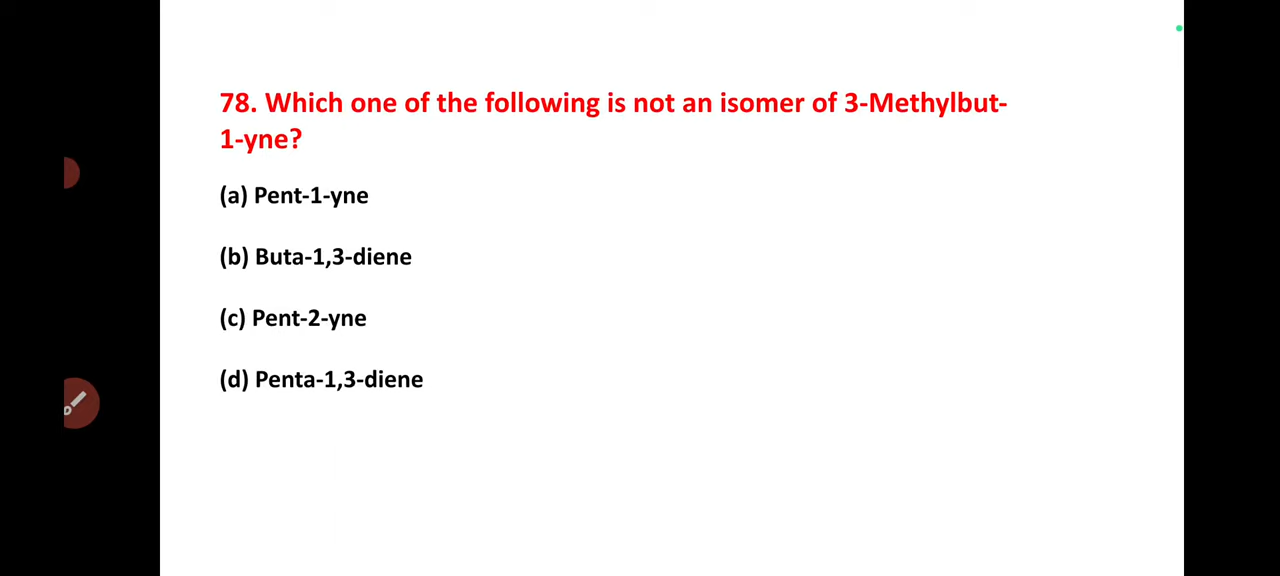 78. Which one of the following is not an isomer of 3-Methylbut-
1-yne?
(a) Pent-1-yne
(b) Buta-1,3-diene
(c) Pent-2-yne
(d) Penta-1,3-diene